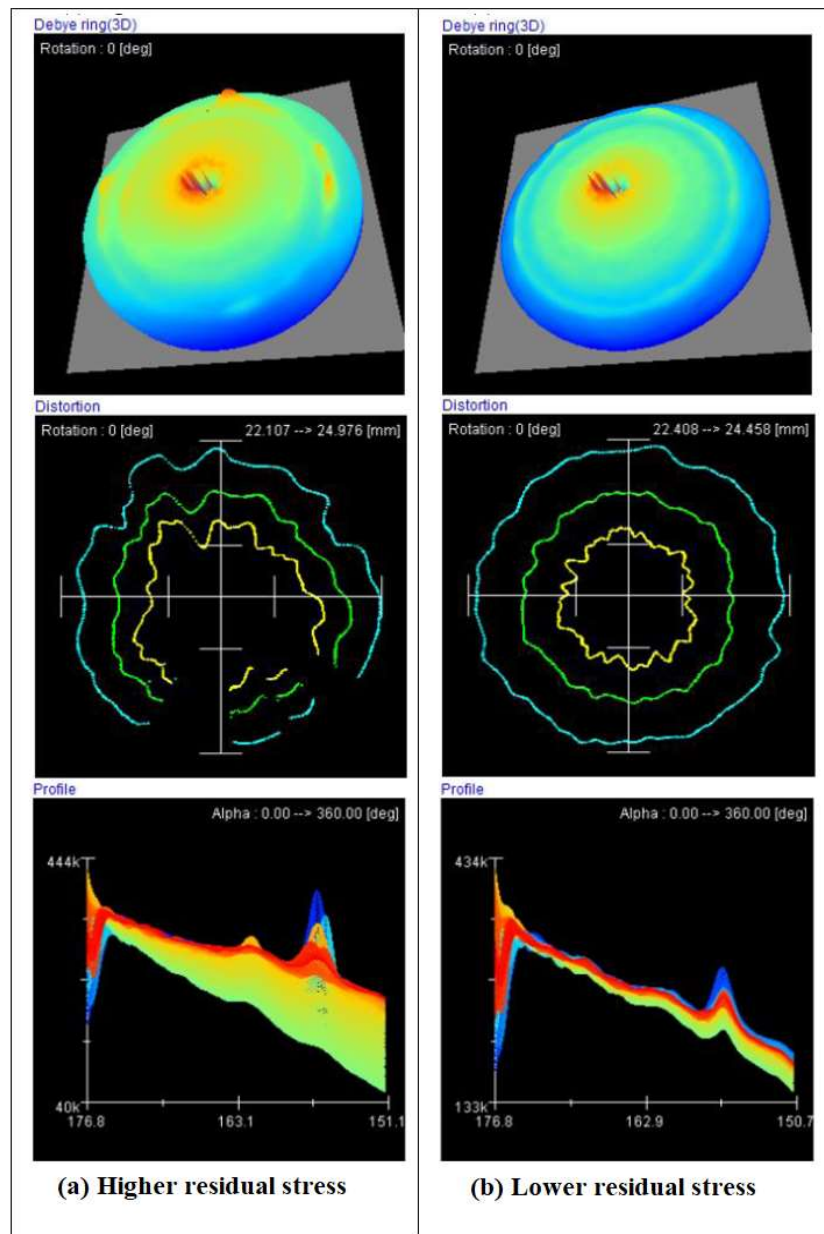 Debye ring(3D)
Rotation : 0 [deg]
Distortion
Rotation : 0 [deg] 22.107 --> 24.976 [mm]
Profile
Alpha : 0.00 --> 360.00 [deg]
444k
40k
176.8 163.1 151.1
(a) Higher residual stress
Debye ring(3D)
Rotation : 0 [deg]
Distortion
Rotation : 0 [deg] 22.408 --> 24.458 [mm]
Profile
Alpha : 0.00 --> 360.00 [deg]
434k
133k
176.8 162.9 150.7
(b) Lower residual stress